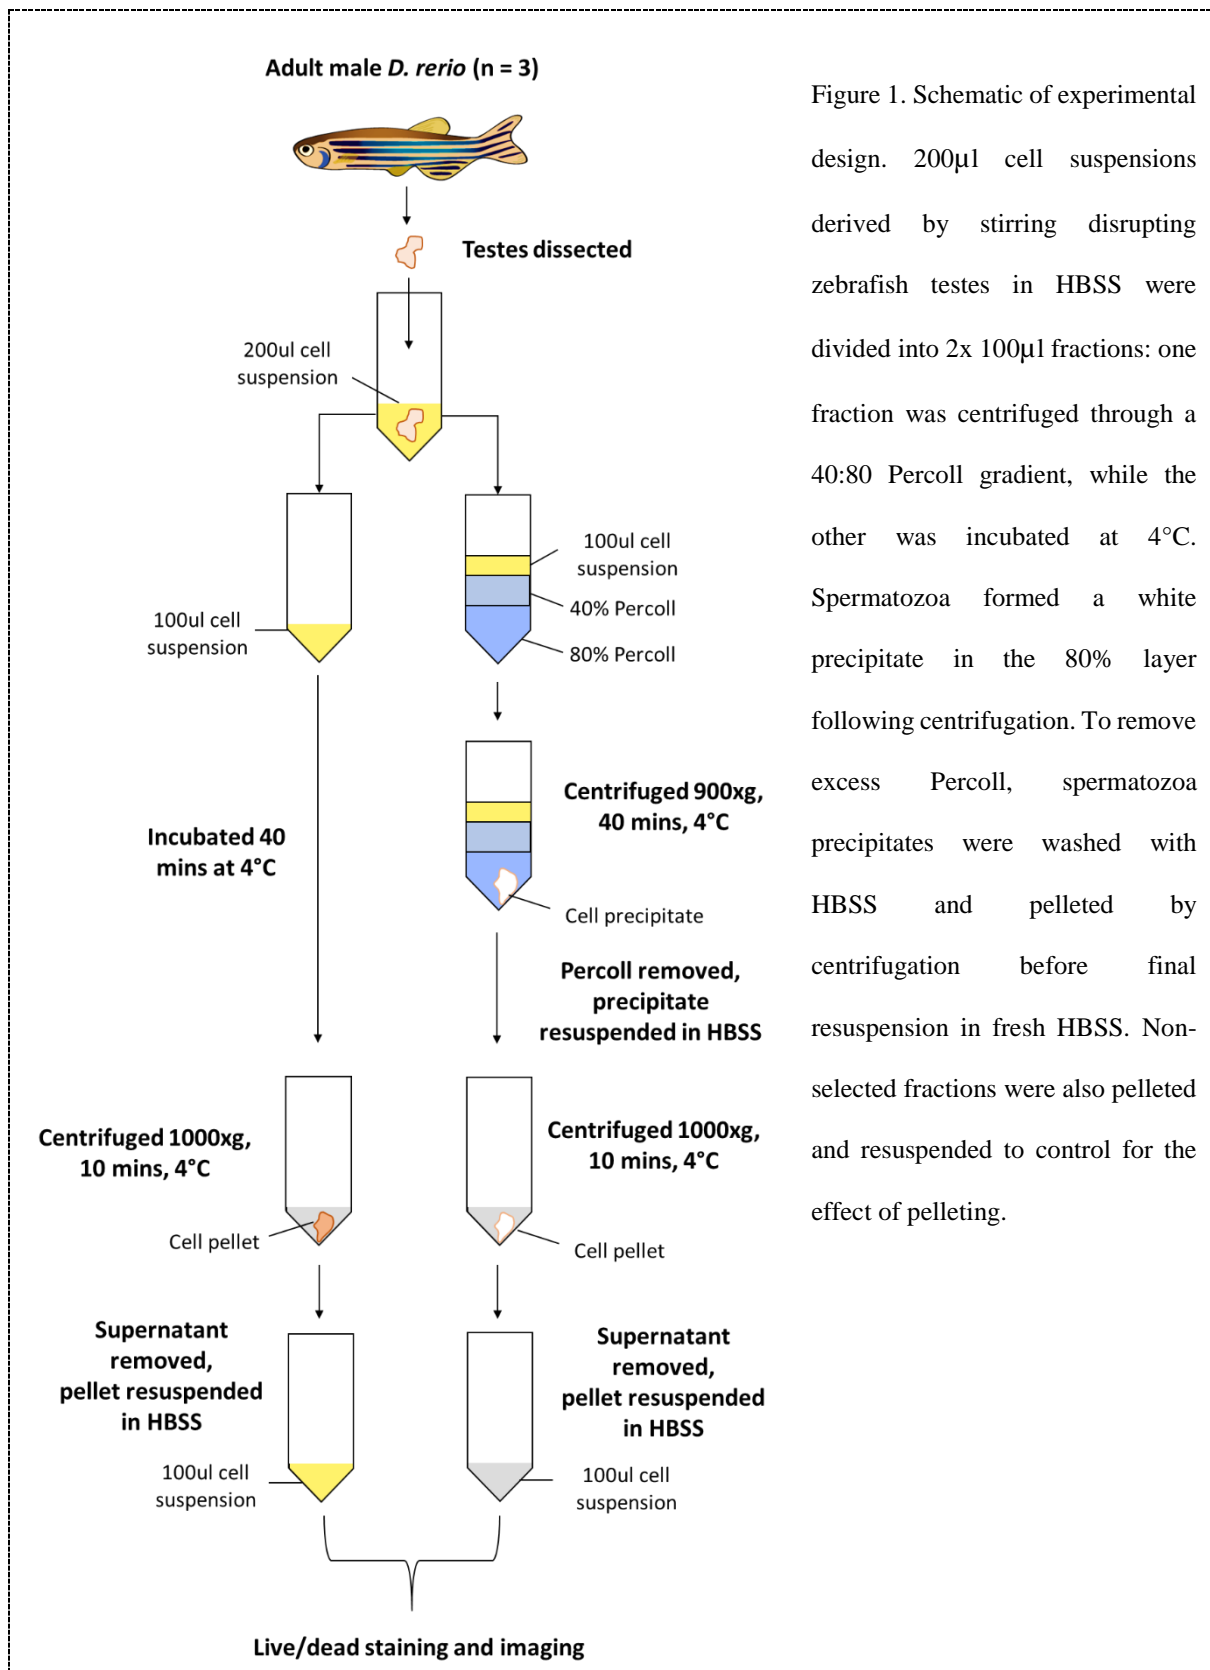 Adult male D. rerio (n = 3)
Testes dissected
200ul cell
suspension
100ul cell
suspension
40% Percoll
80% Percoll
100ul cell
suspension
Centrifuged 900xg,
40 mins, 4°C
Incubated 40
mins at 4°C
Cell precipitate
Percoll removed,
precipitate
resuspended in HBSS
Centrifuged 1000xg,
10 mins, 4°C
Centrifuged 1000xg,
10 mins, 4°C
Cell pellet
Cell pellet
Supernatant
removed,
pellet resuspended
in HBSS
Supernatant
removed,
pellet resuspended
in HBSS
100ul cell
suspension
100ul cell
suspension
Live/dead staining and imaging
Figure 1. Schematic of experimental
design. 200µl cell suspensions
derived by stirring disrupting
zebrafish testes in HBSS were
divided into 2x 100µl fractions: one
fraction was centrifuged through a
40:80 Percoll gradient, while the
other was incubated at 4°C.
Spermatozoa formed a white
precipitate in the 80% layer
following centrifugation. To remove
excess Percoll, spermatozoa
precipitates were washed with
HBSS and pelleted by
centrifugation before final
resuspension in fresh HBSS. Non-
selected fractions were also pelleted
and resuspended to control for the
effect of pelleting.